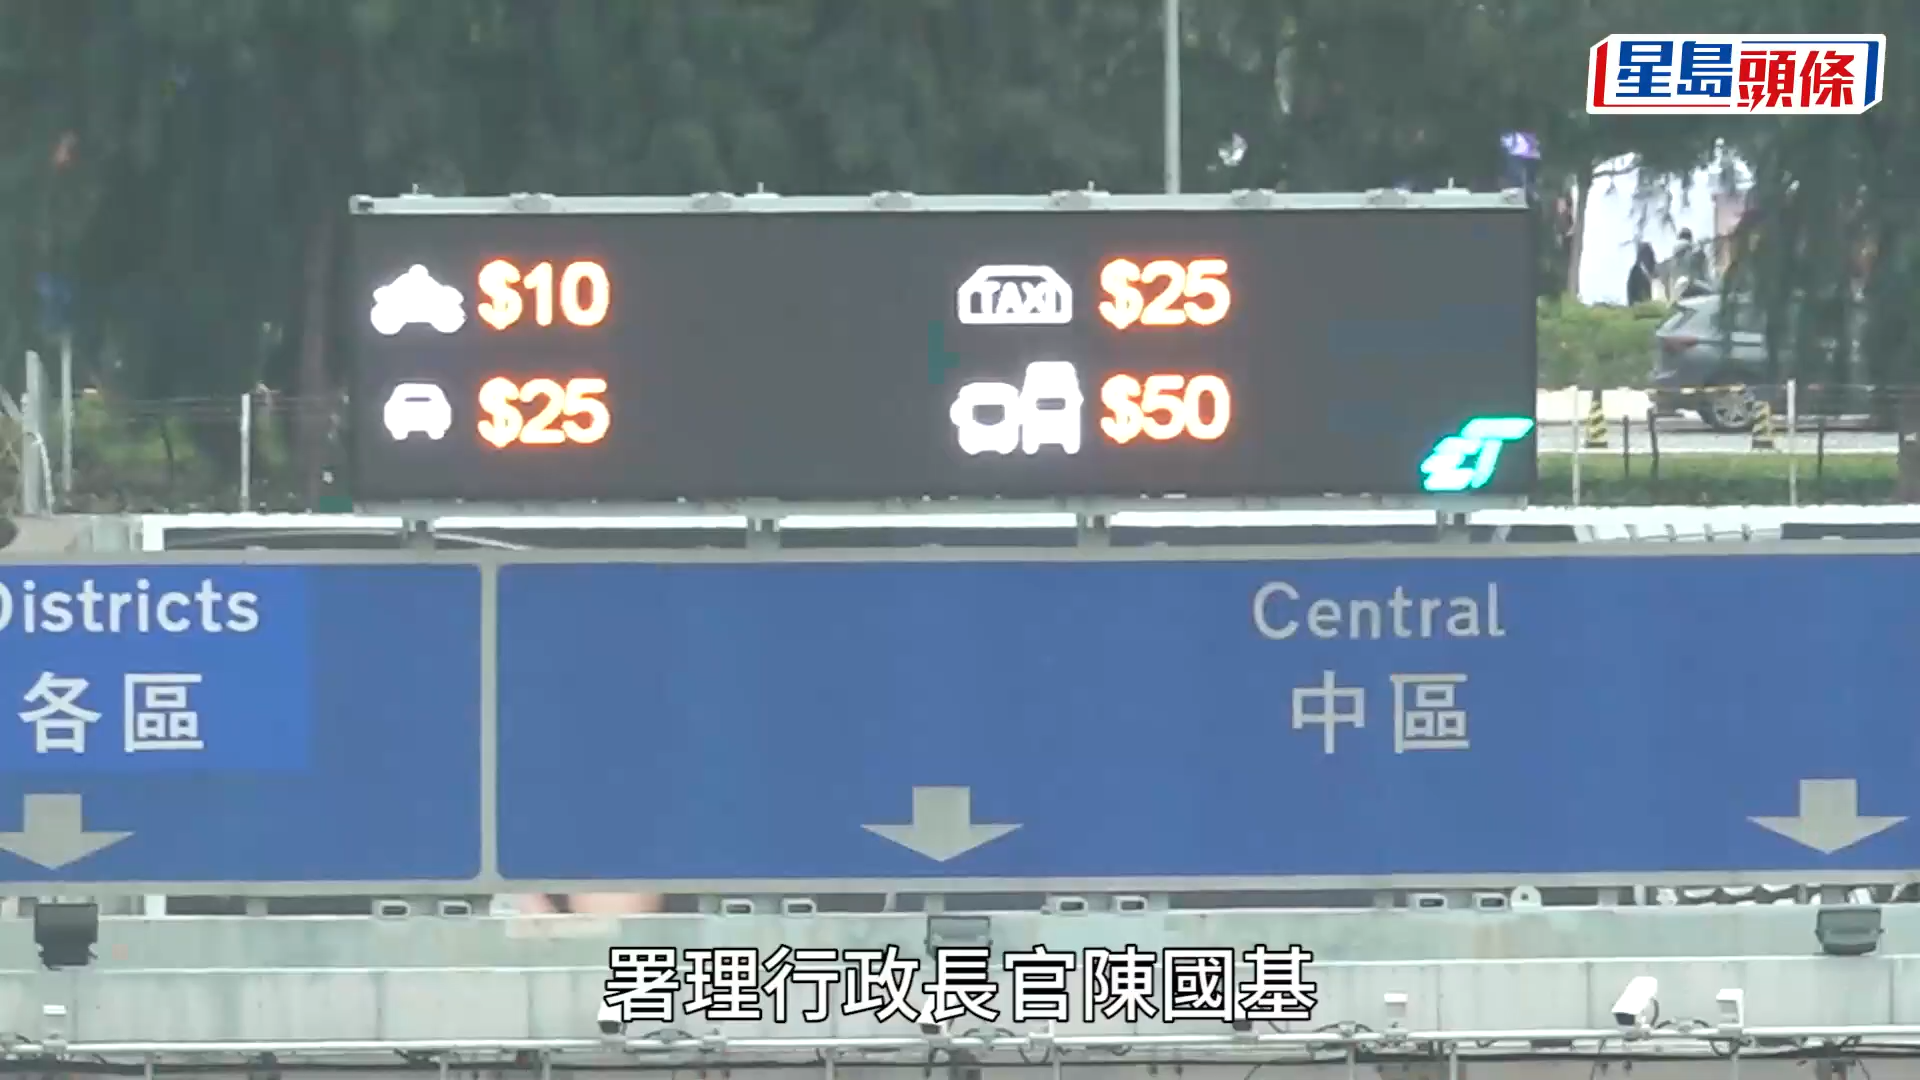 星島頭條
$10
TAXI $25
$25
$50
Districts
各區
Central
中區
署理行政長官陳國基